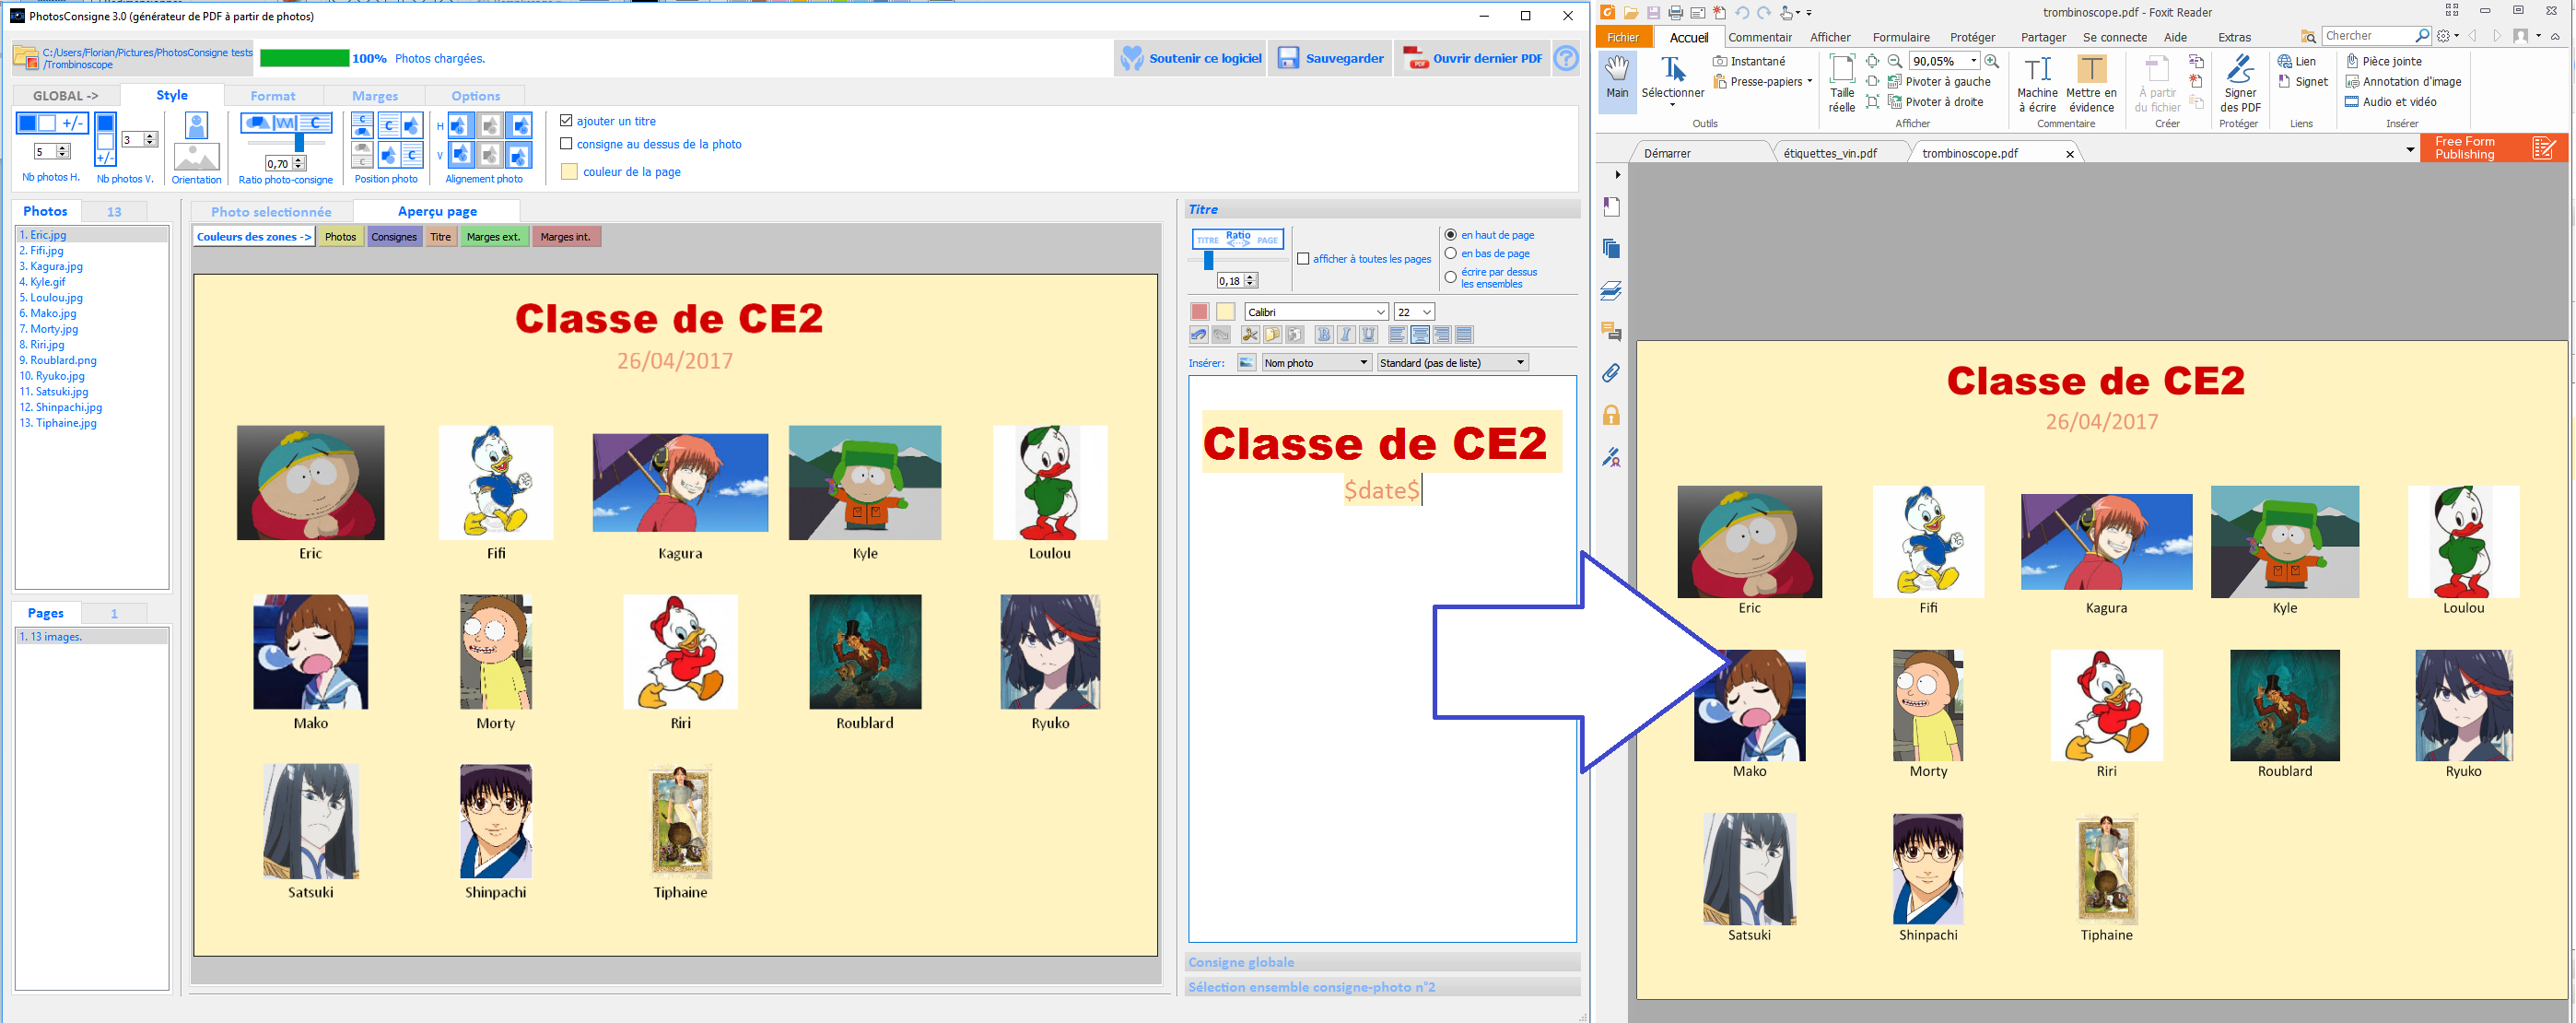 PhotosConsigne 3.0 (générateur de PDF à partir de photos)
C:/Users/Florian/Pictures/PhotosConsigne tests
/Trombinoscope
100% Photos chargées.
Soutenir ce logiciel
Sauvegarder
Ouvrir dernier PDF
GLOBAL ->
Style
Format
Marges
Options
+/-
5
Nb photos H.
+/-
3
Nb photos V.
Orientation
0,70
Ratio photo-consigne
Position photo
H
V
Alignement photo
ajouter un titre
consigne au dessus de la photo
couleur de la page
Photos
13
1. Eric.jpg
2. Fifi.jpg
3. Kagura.jpg
4. Kyle.gif
5. Loulou.jpg
6. Mako.jpg
7. Morty.jpg
8. Riri.jpg
9. Roublard.png
10. Ryuko.jpg
11. Satsuki.jpg
12. Shinpachi.jpg
13. Tiphaine.jpg
Pages
1
1. 13 images.
Photo selectionnée
Aperçu page
Couleurs des zones ->
Photos
Consignes
Titre
Marges ext.
Marges int.
Classe de CE2
26/04/2017
Eric
Fifi
Kagura
Kyle
Loulou
Mako
Morty
Riri
Roublard
Ryuko
Satsuki
Shinpachi
Tiphaine
Titre
Ratio
TITRE <···> PAGE
0,18
afficher à toutes les pages
en haut de page
en bas de page
écrire par dessus
les ensembles
Calibri
22
B I U
Insérer:
Nom photo
Standard (pas de liste)
Classe de CE2
$date$
Consigne globale
Sélection ensemble consigne-photo n°2
trombinoscope.pdf - Foxit Reader
Fichier
Accueil
Commentair
Afficher
Formulaire
Protéger
Partager
Se connecte
Aide
Extras
Chercher
Main
Sélectionner
Instantané
Presse-papiers
Outils
Taille
réelle
90,05%
Pivoter à gauche
Pivoter à droite
Afficher
Machine
à écrire
Mettre en
évidence
Commentaire
À partir
du fichier
Créer
Signer
des PDF
Protéger
Lien
Signet
Liens
Pièce jointe
Annotation d'image
Audio et vidéo
Insérer
Démarrer
étiquettes_vin.pdf
trombinoscope.pdf
Free Form
Publishing
Classe de CE2
26/04/2017
Eric
Fifi
Kagura
Kyle
Loulou
Mako
Morty
Riri
Roublard
Ryuko
Satsuki
Shinpachi
Tiphaine